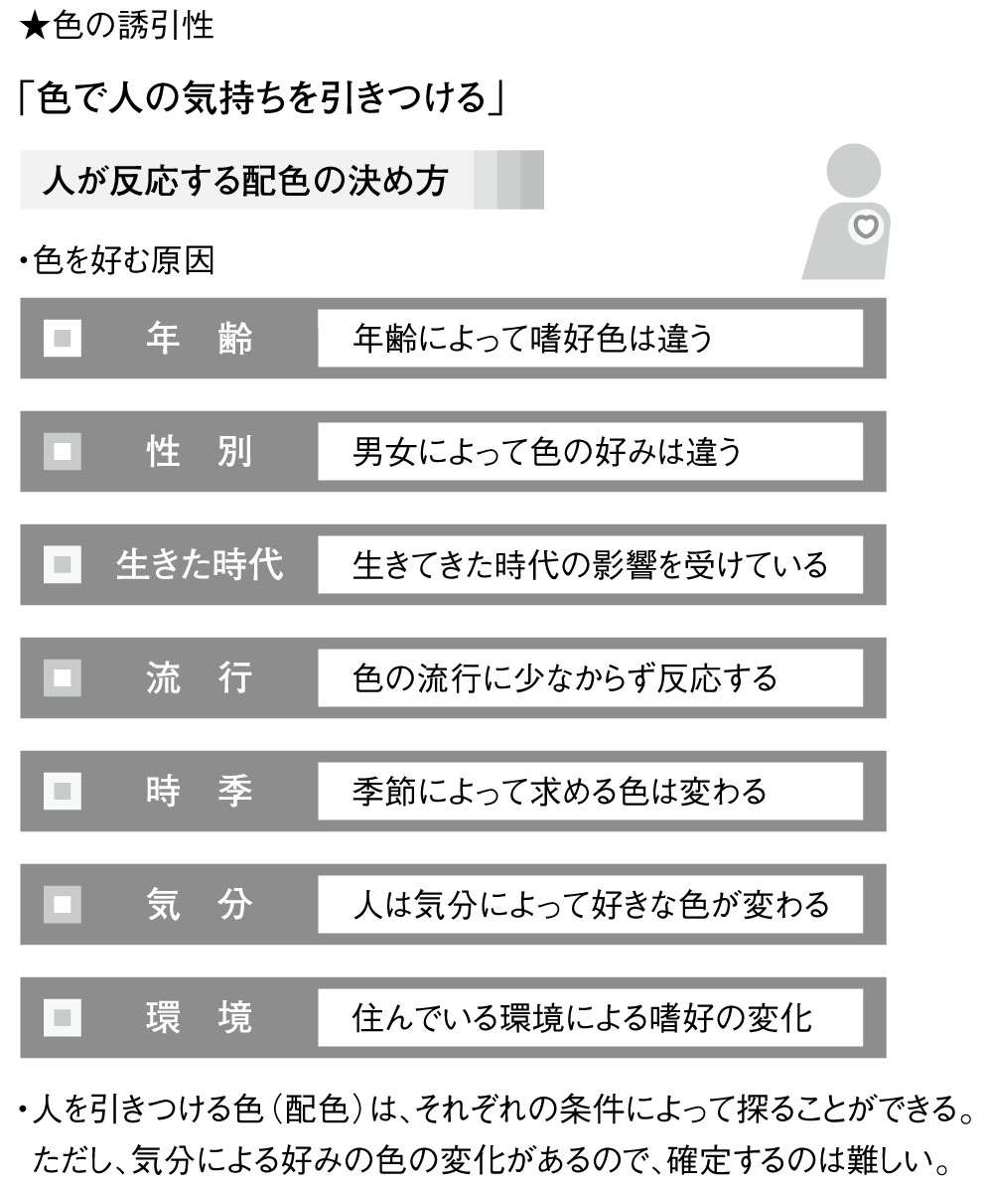 ★色の誘引性
「色で人の気持ちを引きつける」
人が反応する配色の決め方
・色を好む原因
年 齢 年齢によって嗜好色は違う
性 別 男女によって色の好みは違う
生きた時代 生きてきた時代の影響を受けている
流 行 色の流行に少なからず反応する
時 季 季節によって求める色は変わる
気 分 人は気分によって好きな色が変わる
環 境 住んでいる環境による嗜好の変化
・人を引きつける色(配色)は、それぞれの条件によって探ることができる。
ただし、気分による好みの色の変化があるので、確定するのは難しい。